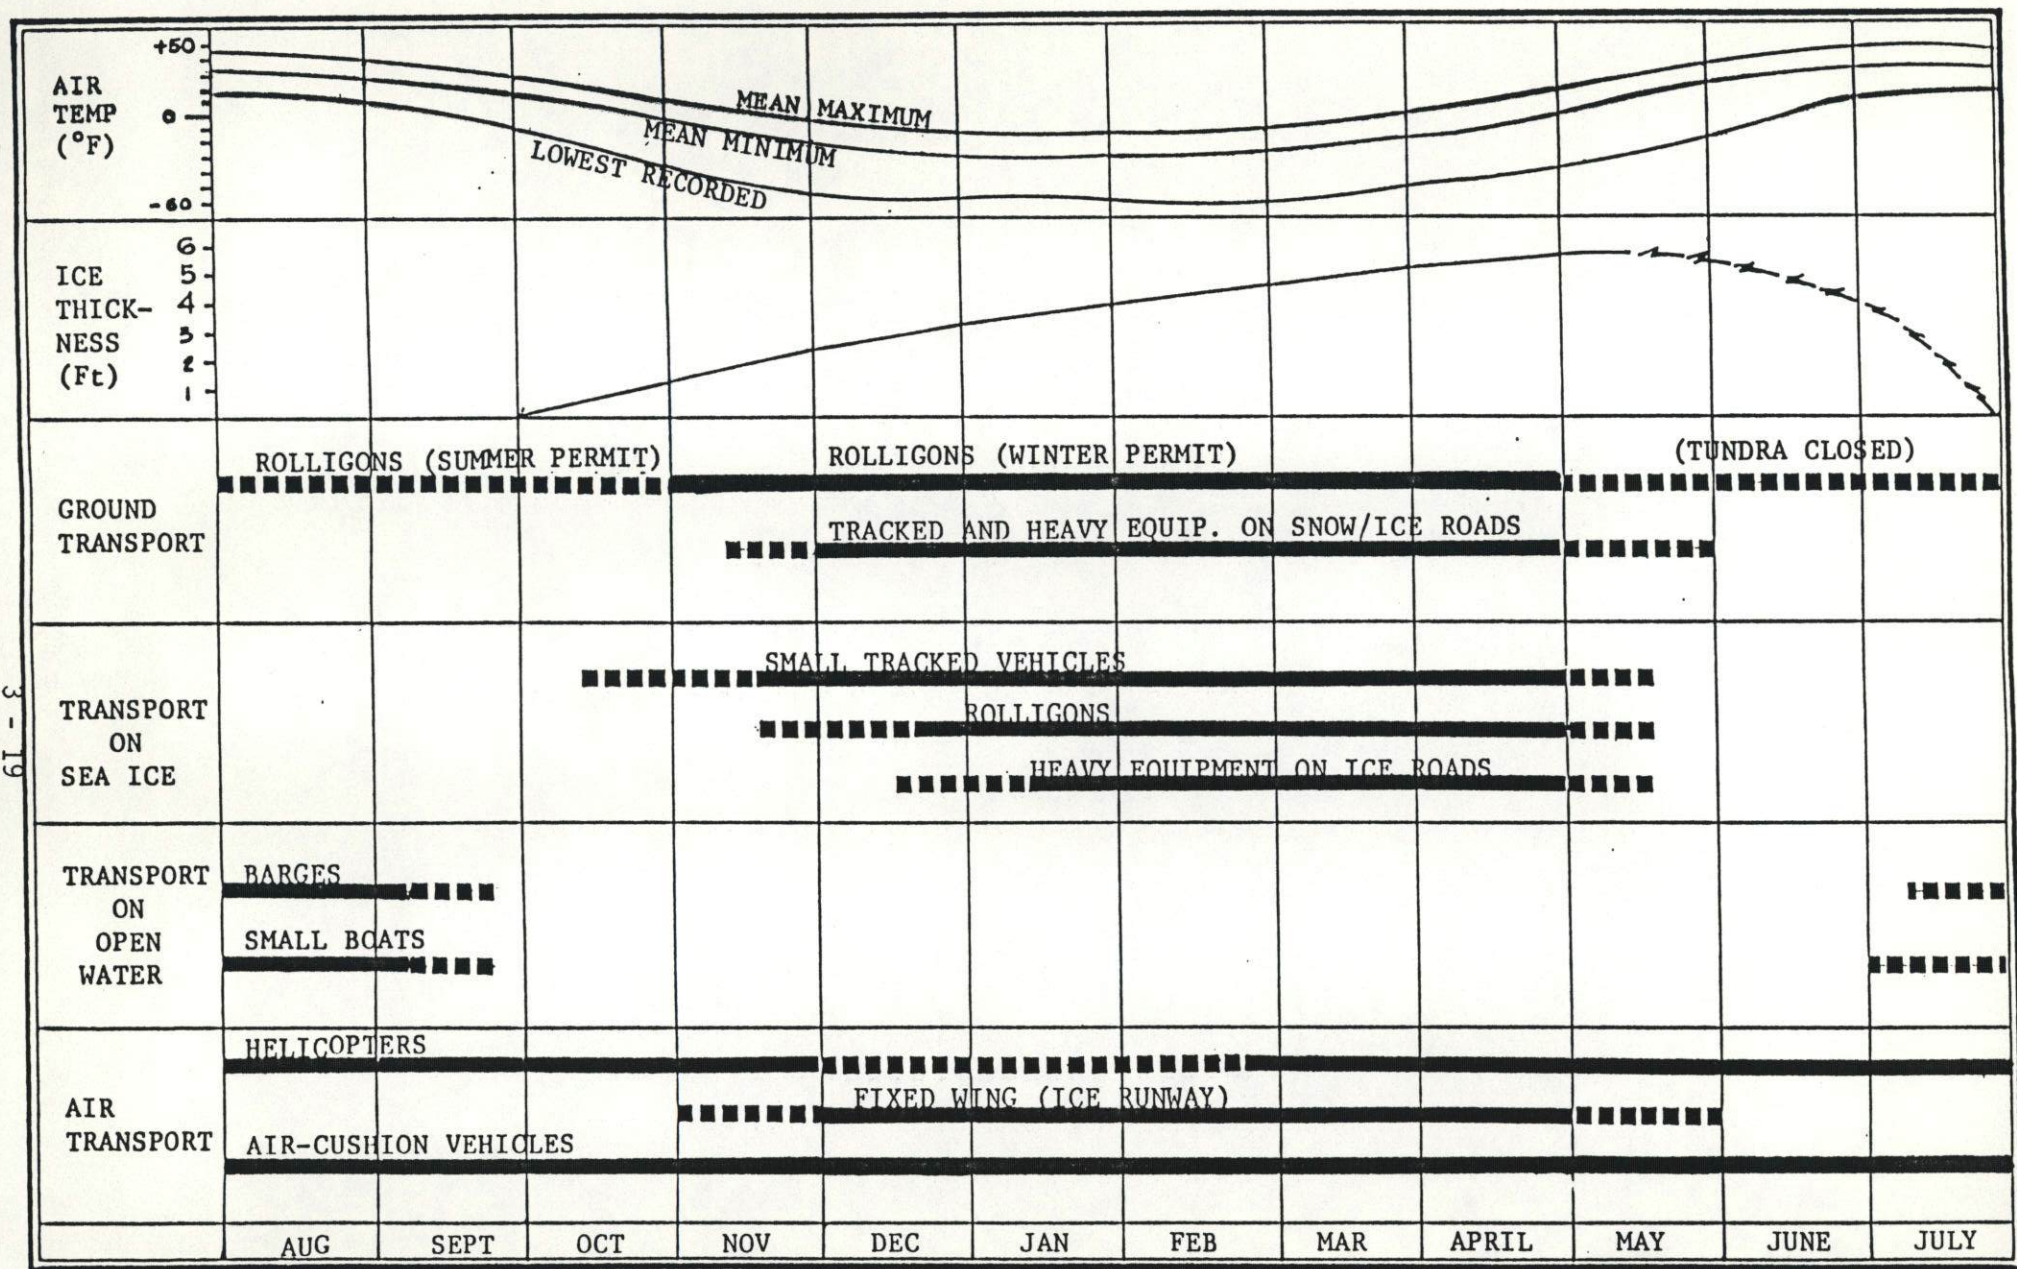 +50
AIR
TEMP
(°F)
0
-60
MEAN MAXIMUM
MEAN MINIMUM
LOWEST RECORDED
ICE
THICK-
NESS
(Ft)
6
5
4
3
2
1
GROUND
TRANSPORT
ROLLIGONS (SUMMER PERMIT)
ROLLIGONS (WINTER PERMIT)
(TUNDRA CLOSED)
TRACKED AND HEAVY EQUIP. ON SNOW/ICE ROADS
TRANSPORT
ON
SEA ICE
SMALL TRACKED VEHICLES
ROLLIGONS
HEAVY EQUIPMENT ON ICE ROADS
TRANSPORT
ON
OPEN
WATER
BARGES
SMALL BOATS
AIR
TRANSPORT
HELICOPTERS
FIXED WING (ICE RUNWAY)
AIR-CUSHION VEHICLES
AUG SEPT OCT NOV DEC JAN FEB MAR APRIL MAY JUNE JULY
3 - 19